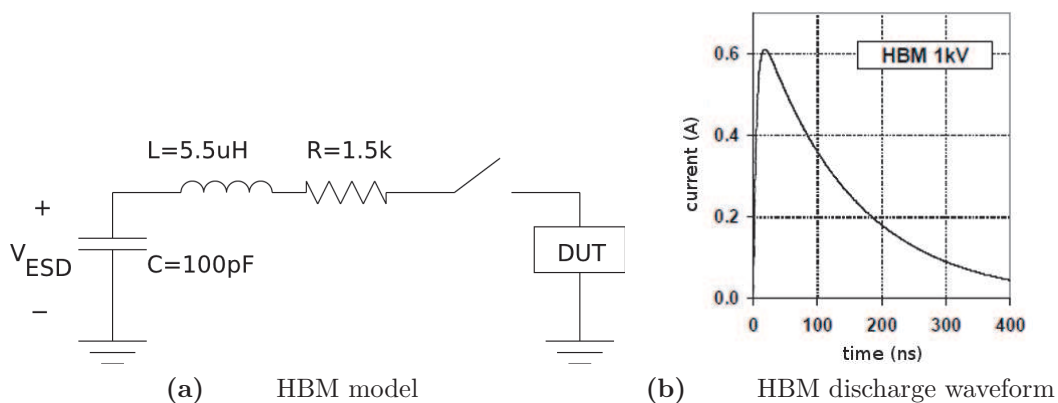 L=5.5uH
R=1.5k
+
V_ESD
−
C=100pF
DUT
(a) HBM model
HBM 1kV
current (A)
0.6
0.4
0.2
0.0
0 100 200 300 400
time (ns)
(b) HBM discharge waveform